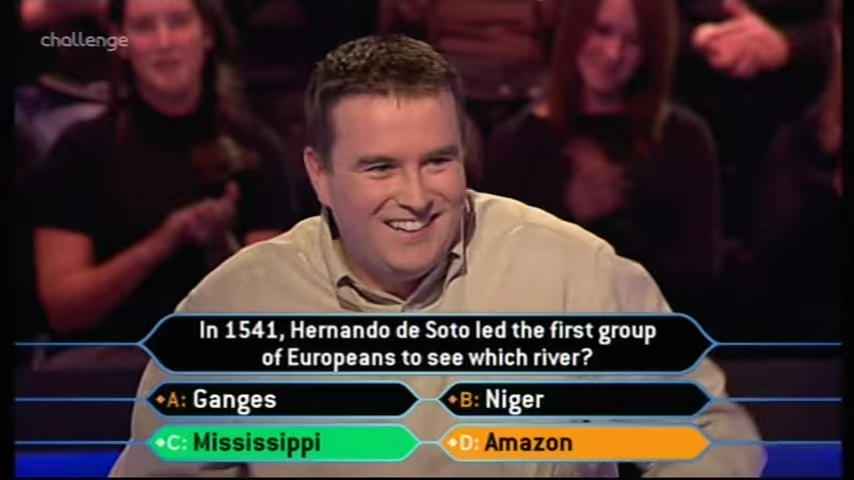 challenge
In 1541, Hernando de Soto led the first group
of Europeans to see which river?
A: Ganges
B: Niger
C: Mississippi
D: Amazon